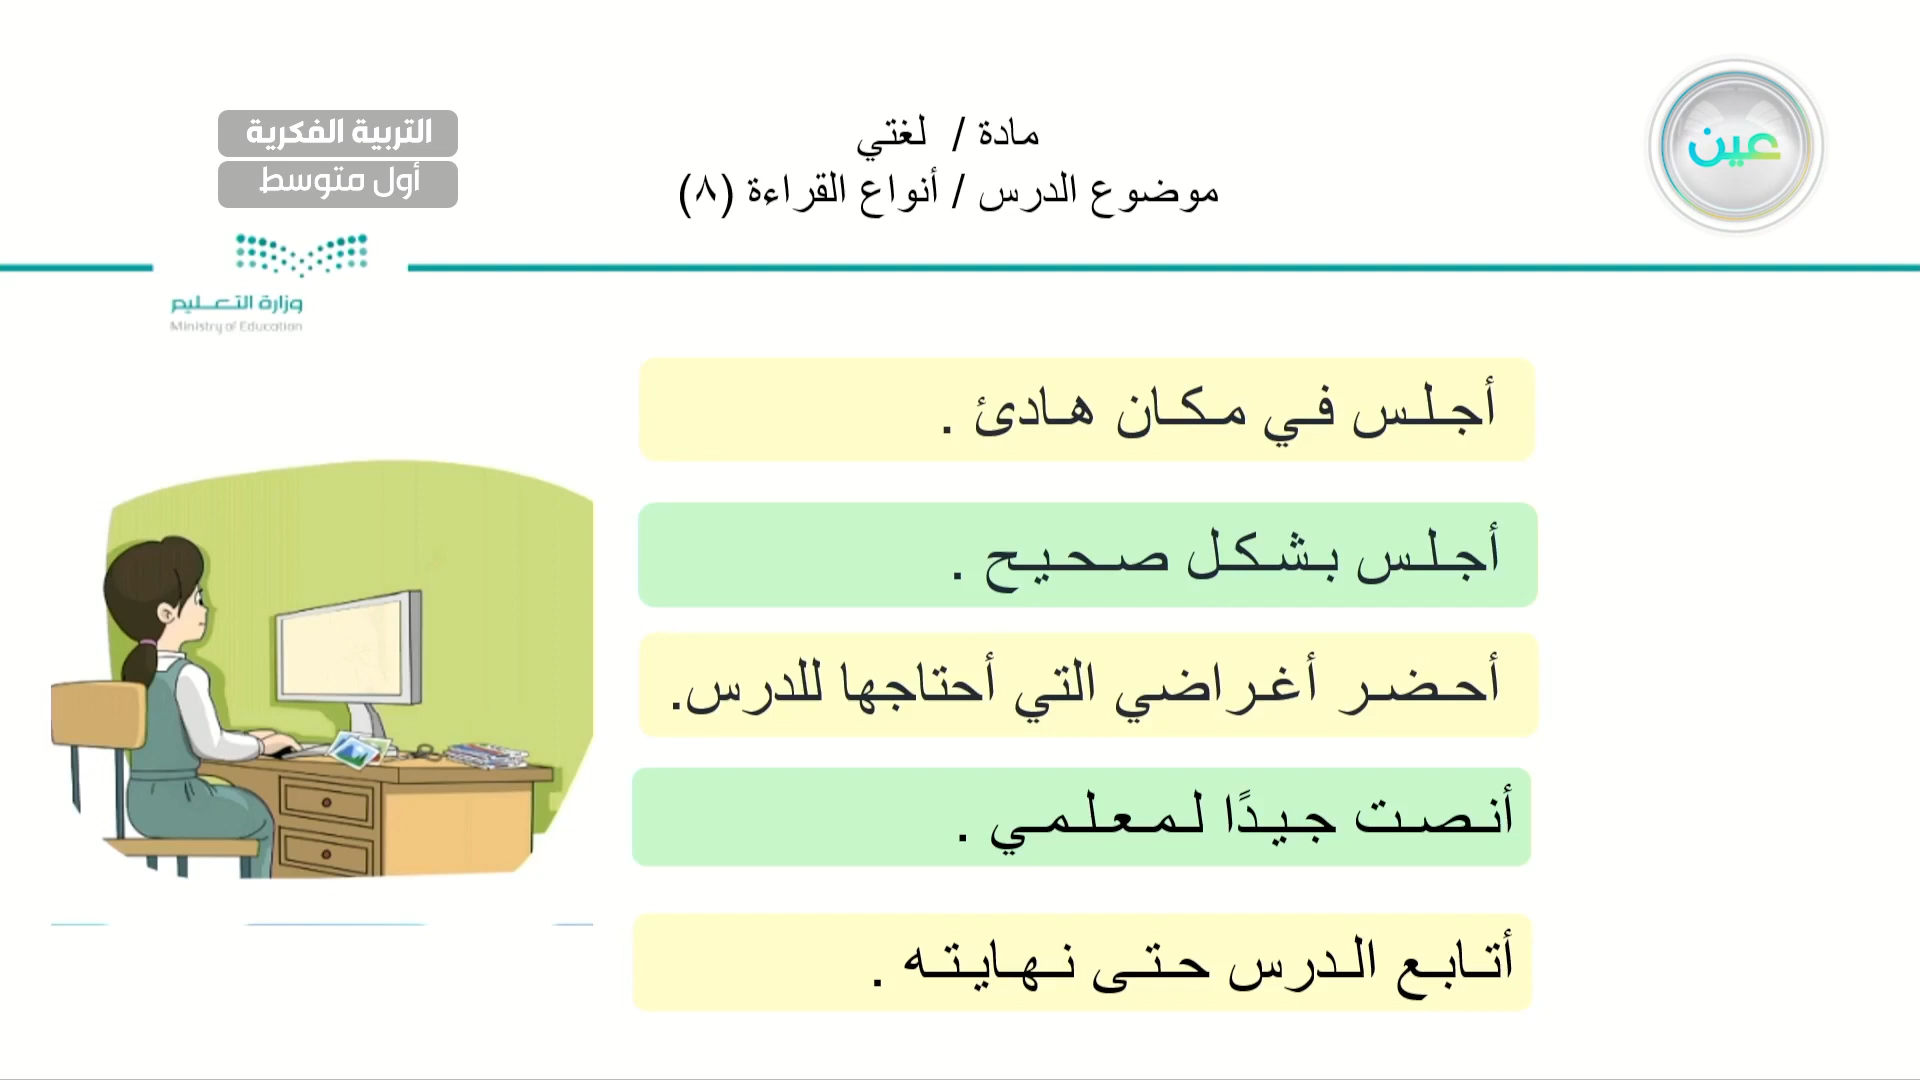 مادة / لغتي
موضوع الدرس / أنواع القراءة (٨)
عين
التربية الفكرية
أول متوسط
وزارة التعليم
Ministry of Education
أجلس في مكان هادئ .
أجلس بشكل صحيح .
أحضر أغراضي التي أحتاجها للدرس.
أنصت جيدًا لمعلمي .
أتابع الدرس حتى نهايته .